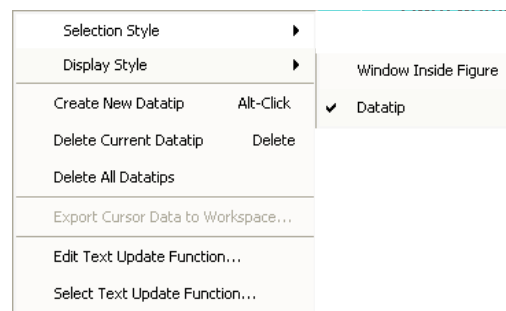 Selection Style
Display Style
Window Inside Figure
Datatip
Create New Datatip Alt-Click
Delete Current Datatip Delete
Delete All Datatips
Export Cursor Data to Workspace...
Edit Text Update Function...
Select Text Update Function...